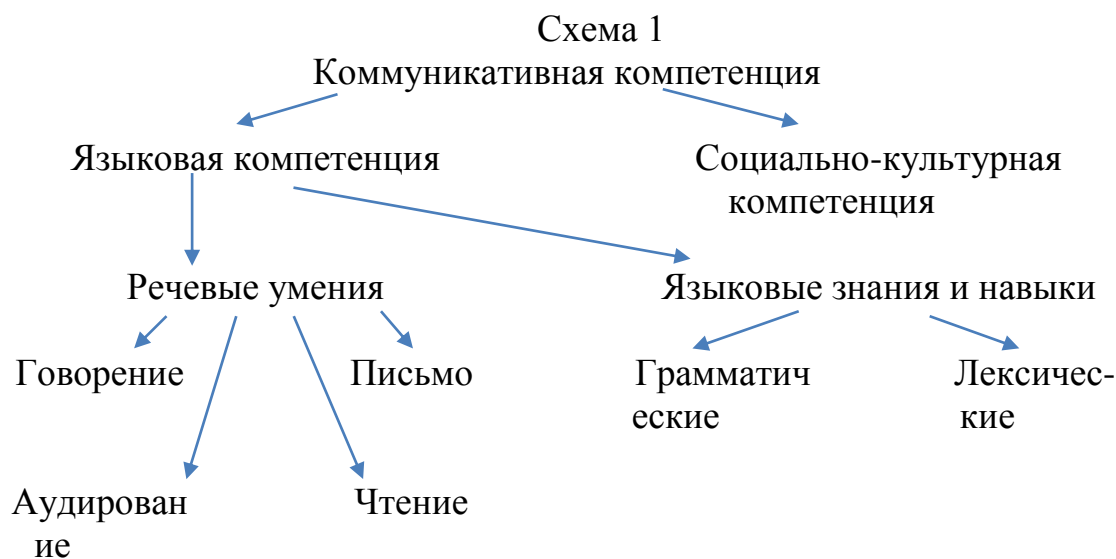 Схема 1
Коммуникативная компетенция
Языковая компетенция
Социально-культурная
компетенция
Речевые умения
Языковые знания и навыки
Говорение
Письмо
Грамматич
еские
Лексичес-
кие
Аудирован
ие
Чтение